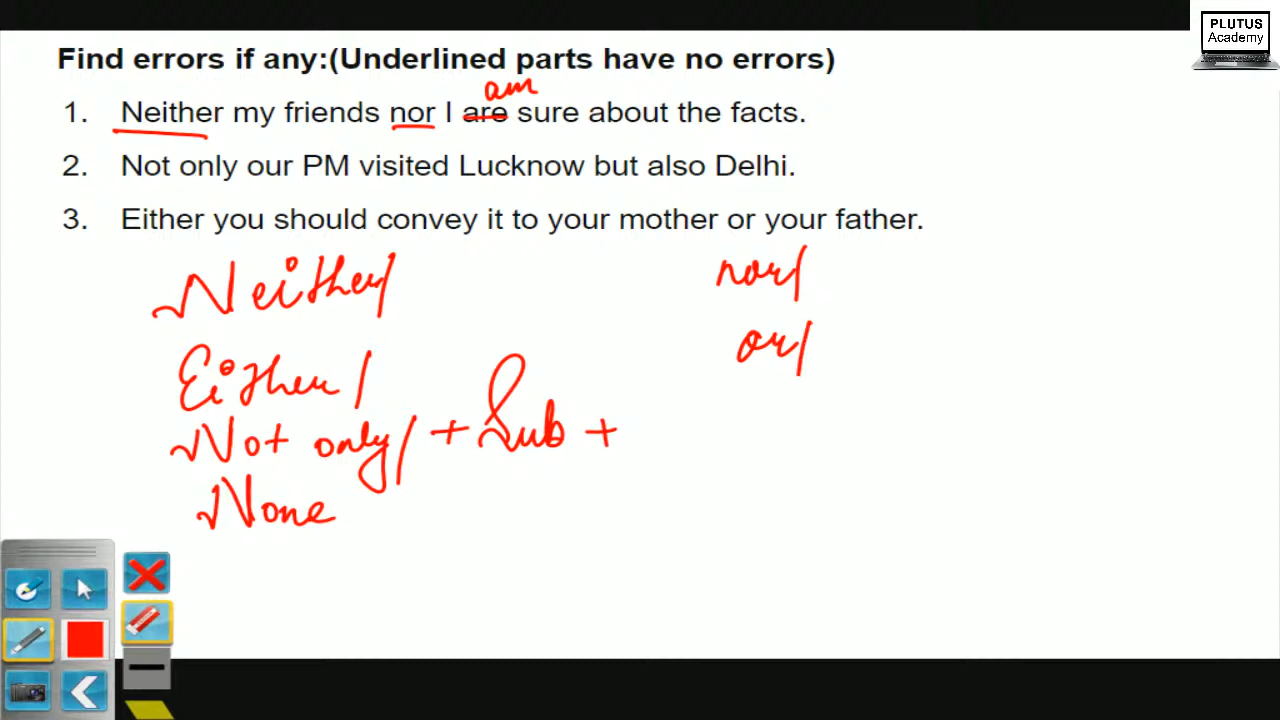 PLUTUS
Academy
Find errors if any:(Underlined parts have no errors)
am
1. Neither my friends nor I are sure about the facts.
2. Not only our PM visited Lucknow but also Delhi.
3. Either you should convey it to your mother or your father.
Neither/ nor/
Either/ or/
Not only/ + Sub +
None